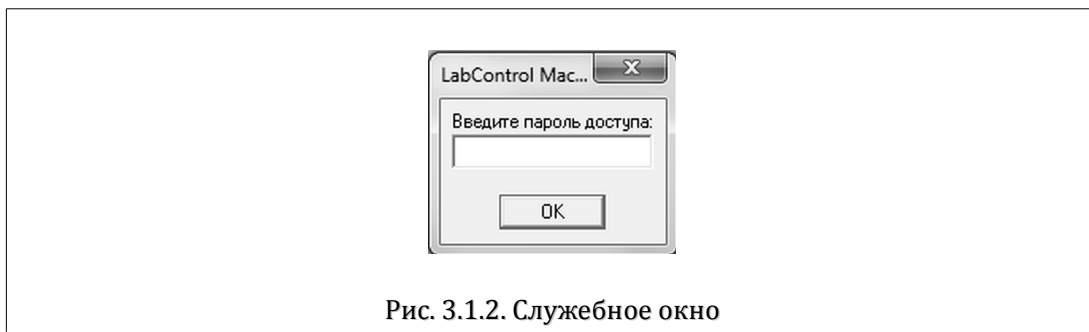 LabControl Mac...
Введите пароль доступа:
OK
Рис. 3.1.2. Служебное окно